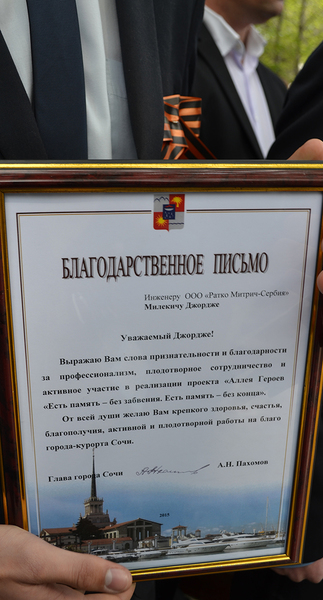 БЛАГОДАРСТВЕННОЕ ПИСЬМО
Инженеру ООО «Ратко Митрич-Сербия»
Милекичу Джордже
Уважаемый Джордже!
Выражаю Вам слова признательности и благодарности
за профессионализм, плодотворное сотрудничество и
активное участие в реализации проекта «Аллея Героев
«Есть память – без забвения. Есть память – без конца».
От всей души желаю Вам крепкого здоровья, счастья,
благополучия, активной и плодотворной работы на благо
города-курорта Сочи.
Глава города Сочи А.Н. Пахомов
2015